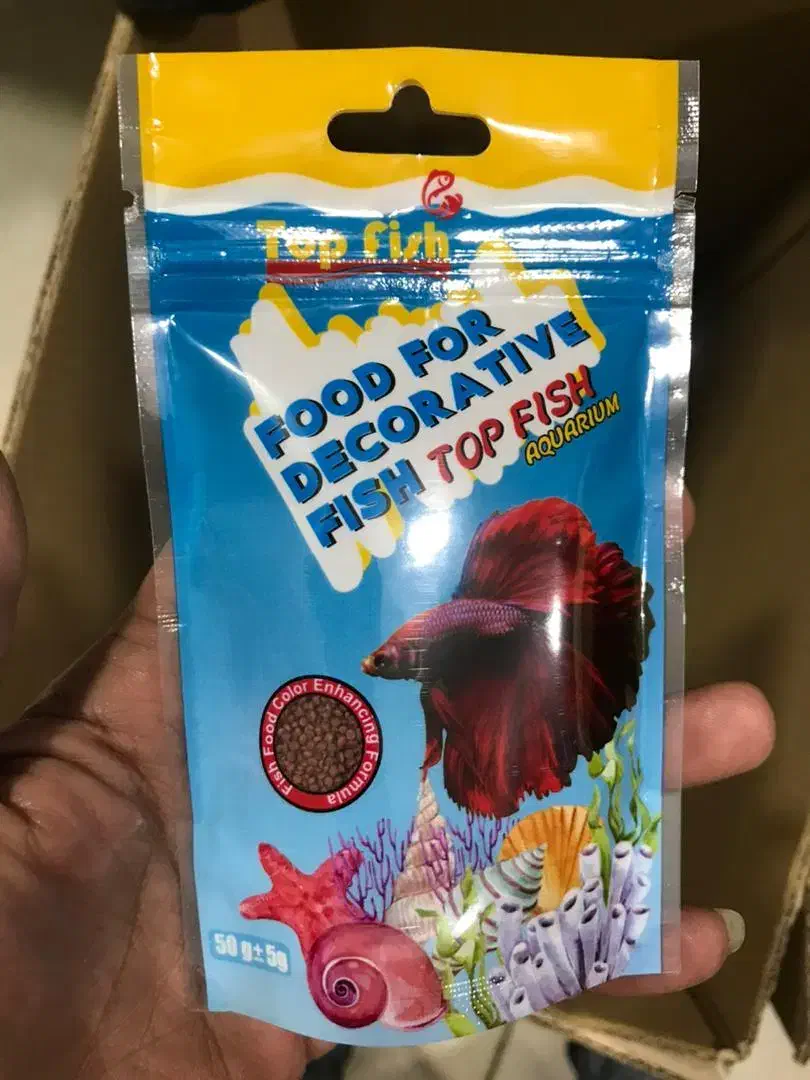 Top Fish
FOOD FOR
DECORATIVE
FISH TOP FISH
AQUARIUM
Fish Food Color Enhancing Formula
50 g±5g